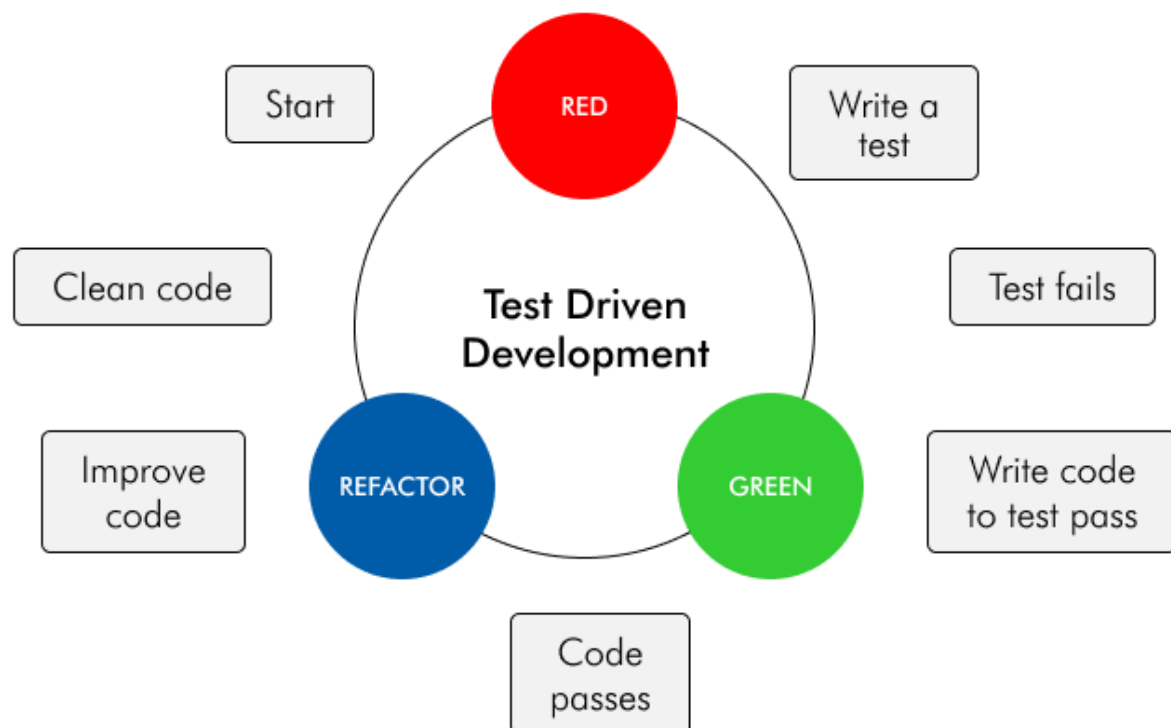 Start
RED
Write a
test
Clean code
Test Driven
Development
Test fails
Improve
code
REFACTOR
GREEN
Write code
to test pass
Code
passes